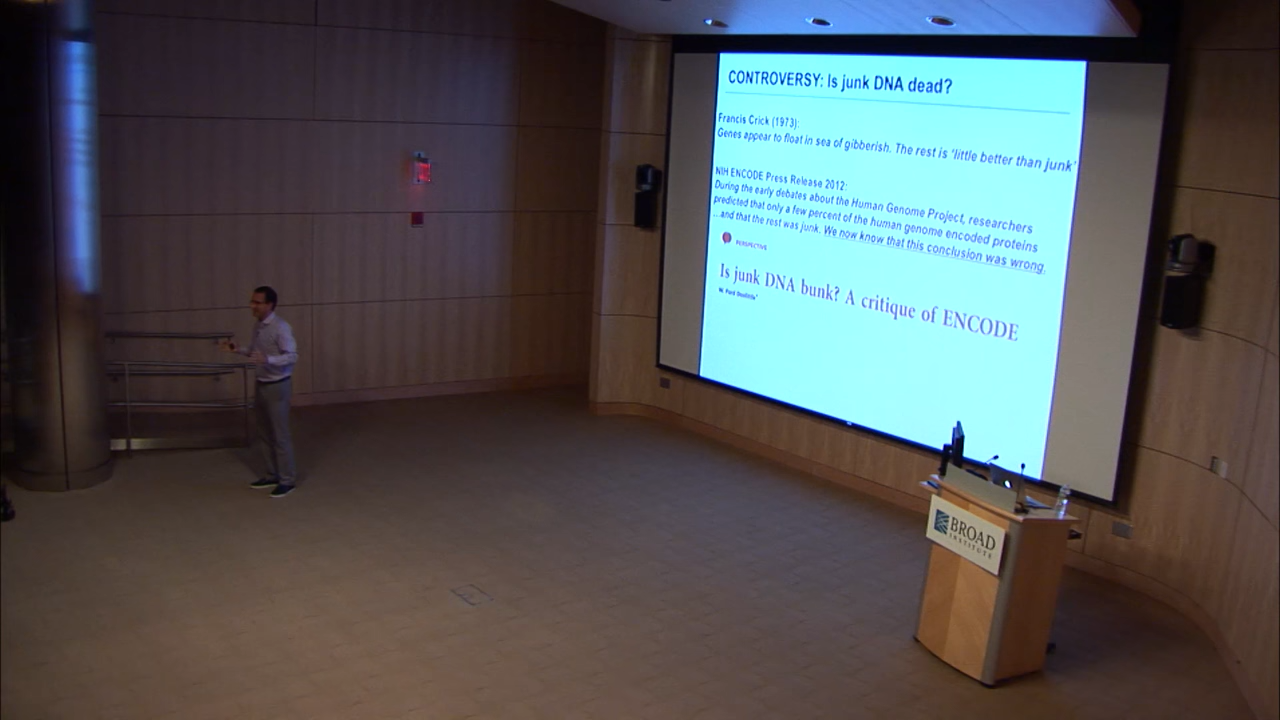 CONTROVERSY: Is junk DNA dead?
Francis Crick (1973):
Genes appear to float in sea of gibberish. The rest is 'little better than junk'
NIH ENCODE Press Release 2012:
During the early debates about the Human Genome Project, researchers
predicted that only a few percent of the human genome encoded proteins
...and that the rest was junk. We now know that this conclusion was wrong.
PERSPECTIVE
Is junk DNA bunk? A critique of ENCODE
W. Ford Doolittle
BROAD
INSTITUTE